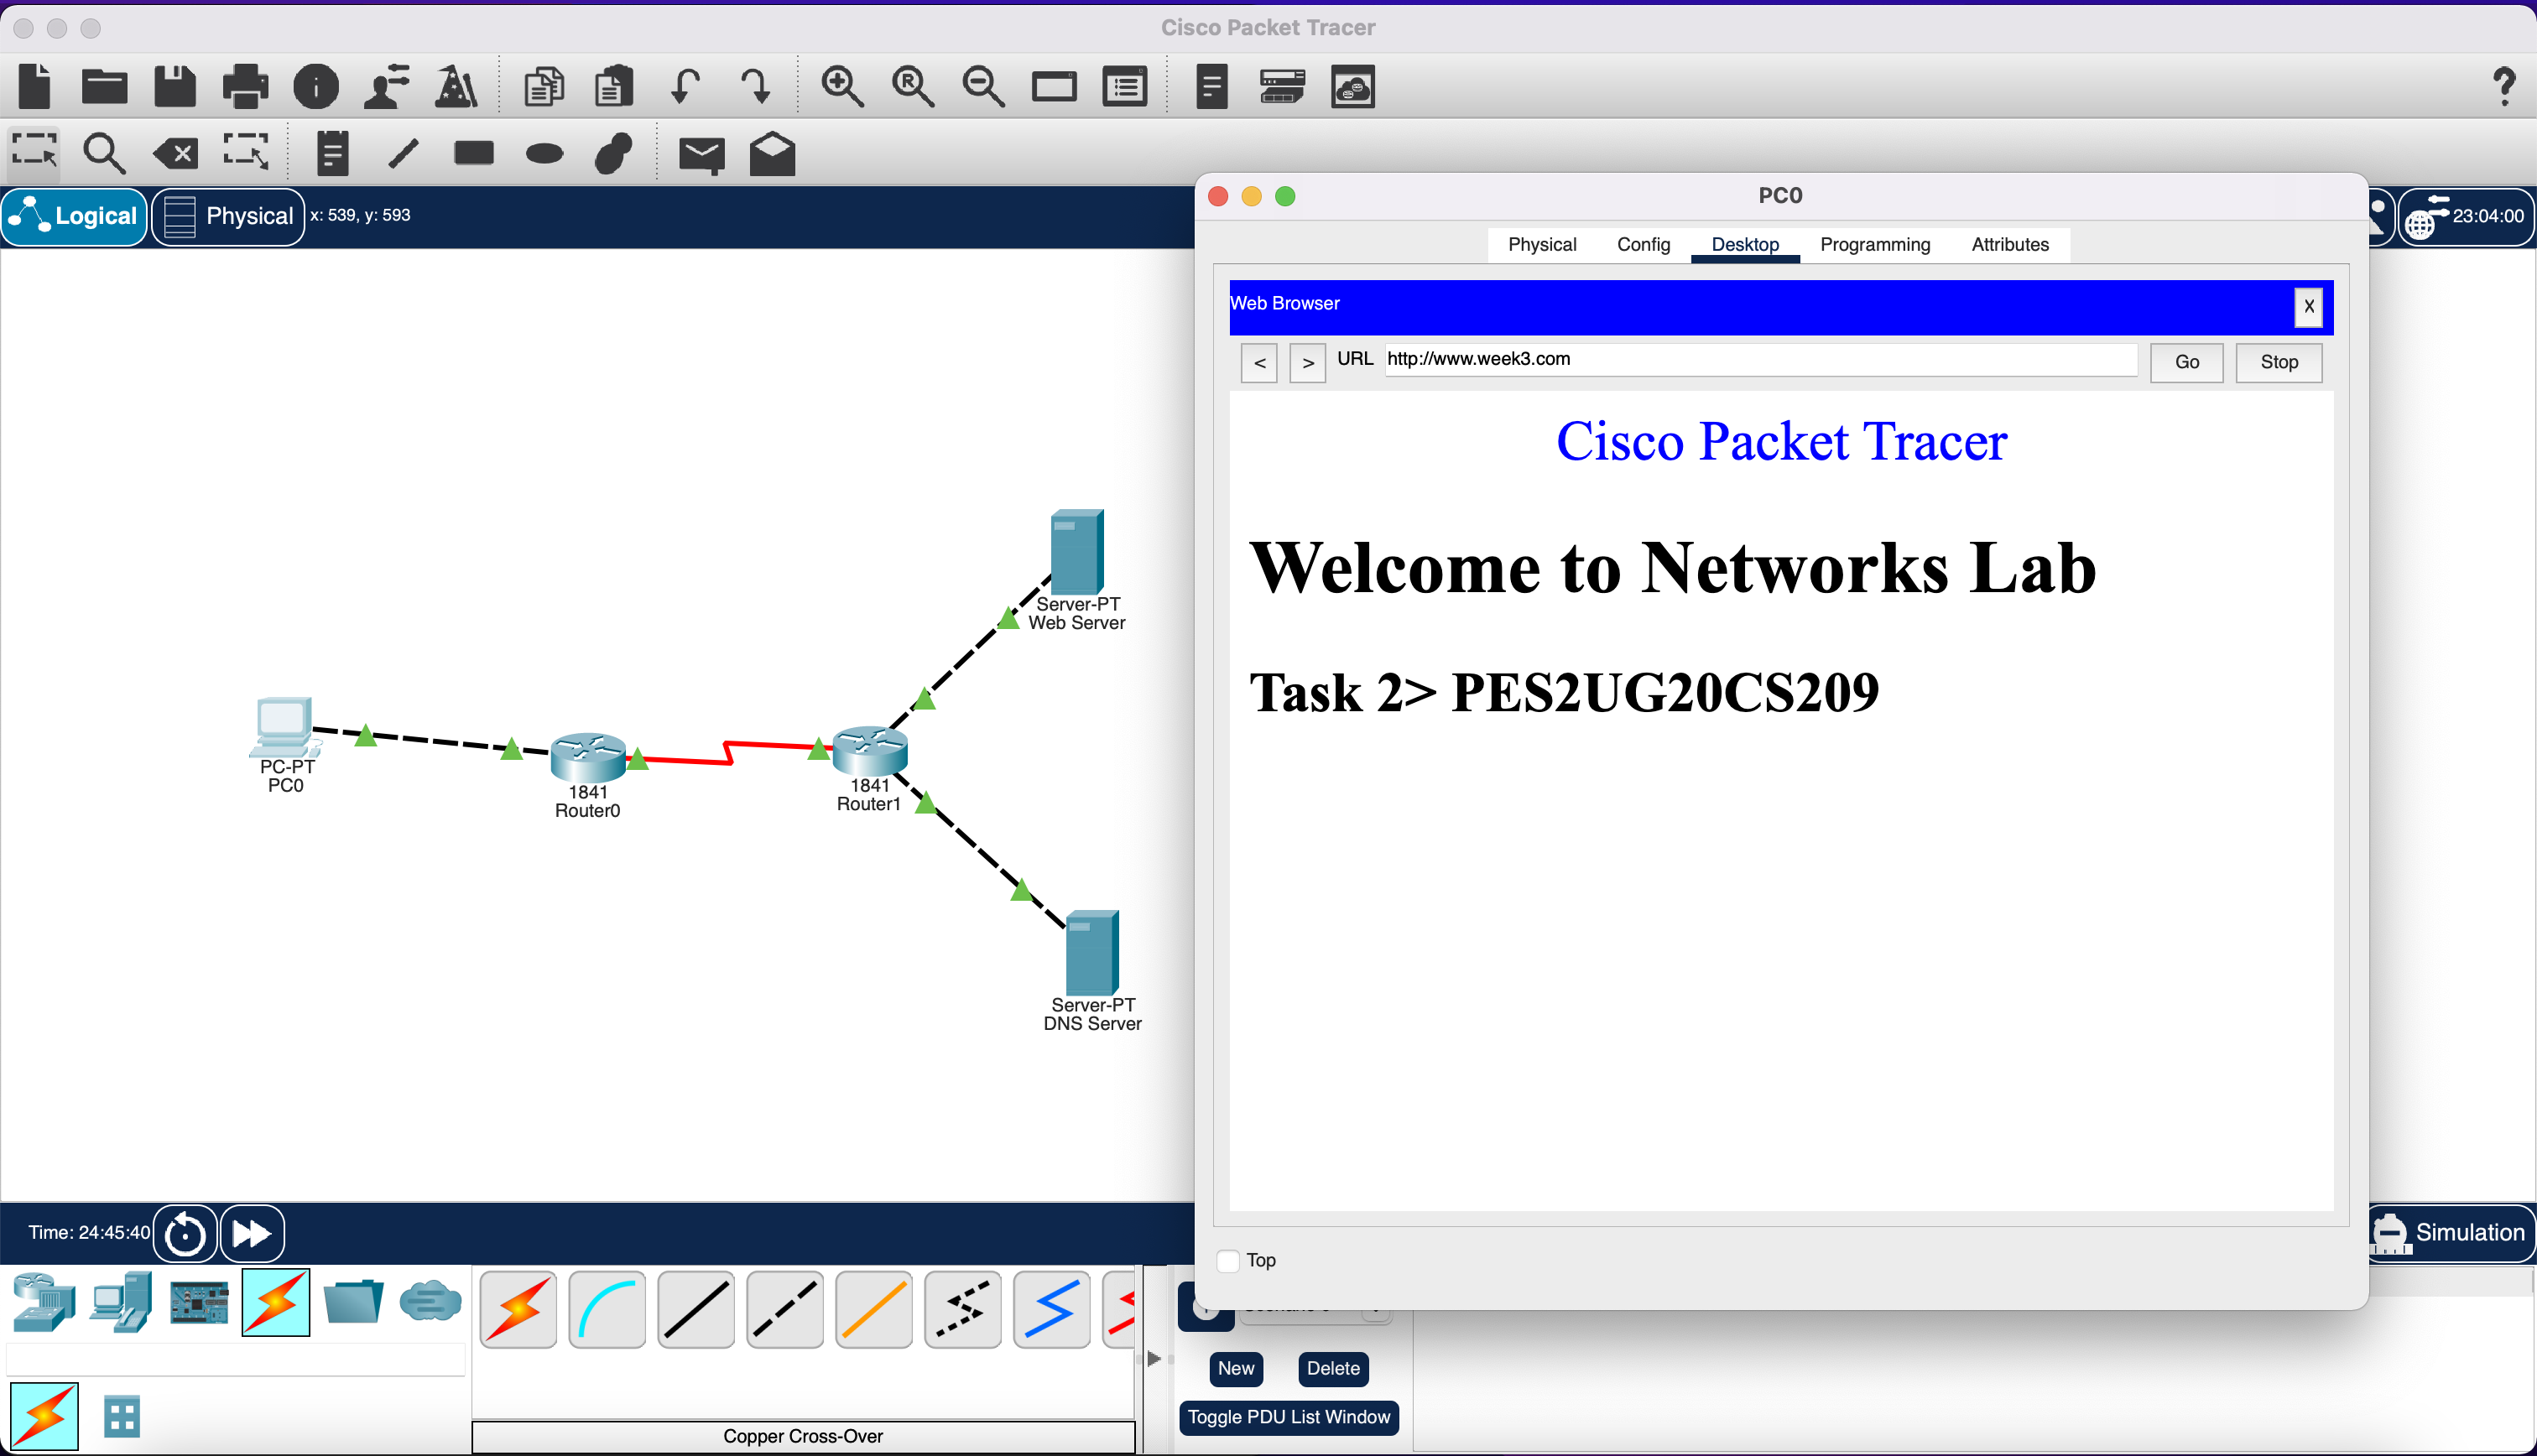 Cisco Packet Tracer
Logical
Physical
x: 539, y: 593
23:04:00
PC0
Physical
Config
Desktop
Programming
Attributes
Web Browser
X
<
>
URL
http://www.week3.com
Go
Stop
Cisco Packet Tracer
Welcome to Networks Lab
Task 2> PES2UG20CS209
Server-PT
Web Server
PC-PT
PC0
1841
Router0
1841
Router1
Server-PT
DNS Server
Time: 24:45:40
Simulation
Top
New
Delete
Toggle PDU List Window
Copper Cross-Over